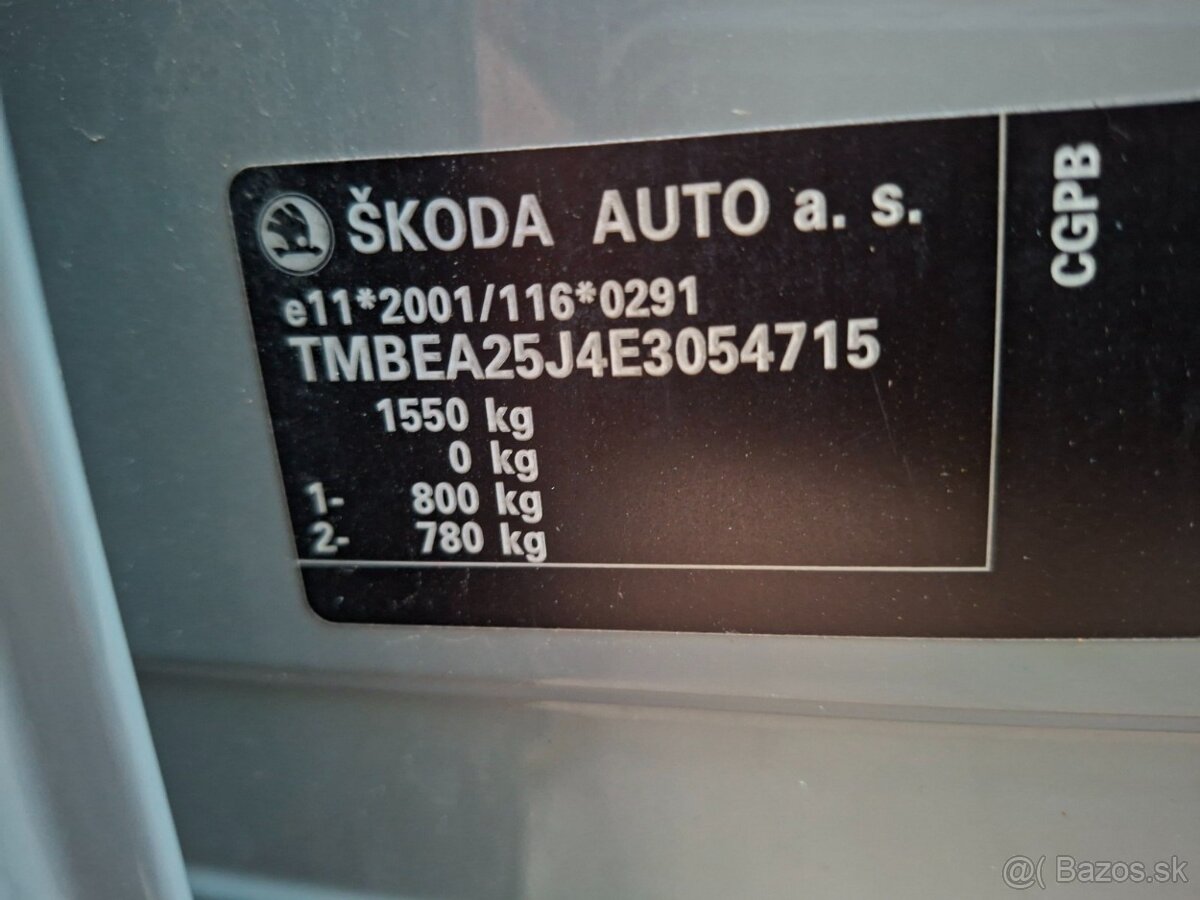 ŠKODA AUTO a. s.
e11*2001/116*0291
TMBEA25J4E3054715
1550 kg
0 kg
1- 800 kg
2- 780 kg
CGPB
@( Bazos.sk